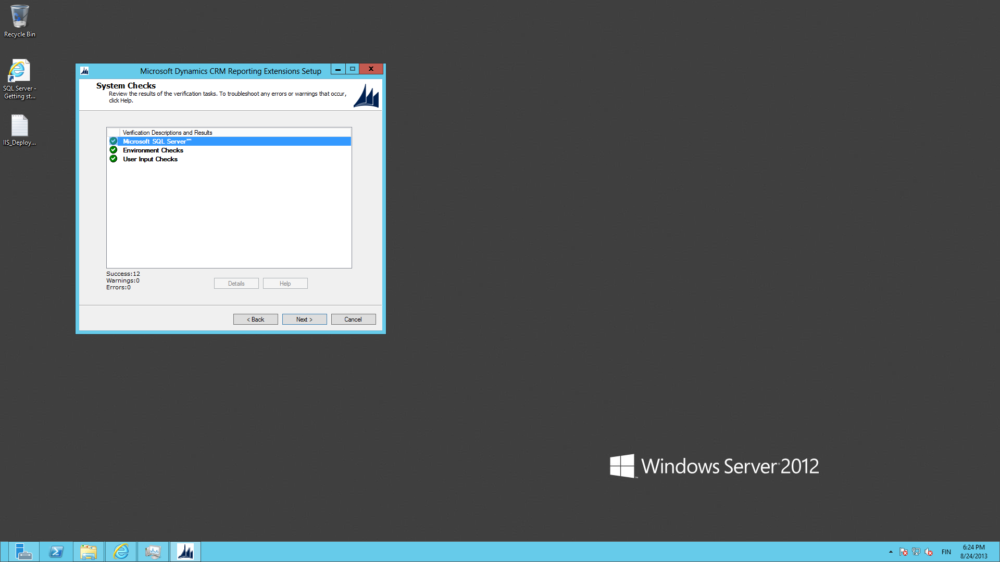 Recycle Bin
SQL Server -
Getting st...
IIS_Deploy...
Microsoft Dynamics CRM Reporting Extensions Setup
System Checks
Review the results of the verification tasks. To troubleshoot any errors or warnings that occur,
click Help.
Verification Descriptions and Results
Microsoft SQL Server™
Environment Checks
User Input Checks
Success:12
Warnings:0
Errors:0
Details
Help
< Back
Next >
Cancel
Windows Server 2012
FIN
6:24 PM
8/24/2013